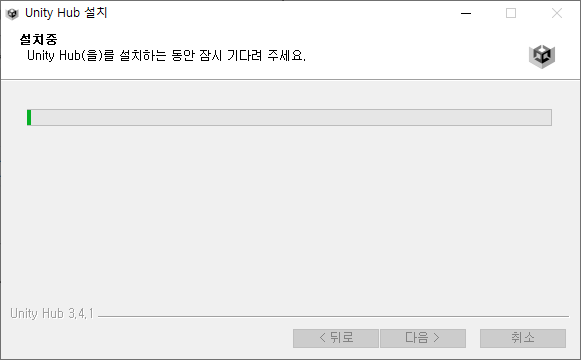 Unity Hub 설치
설치중
Unity Hub(을)를 설치하는 동안 잠시 기다려 주세요.
Unity Hub 3.4.1
< 뒤로
다음 >
취소